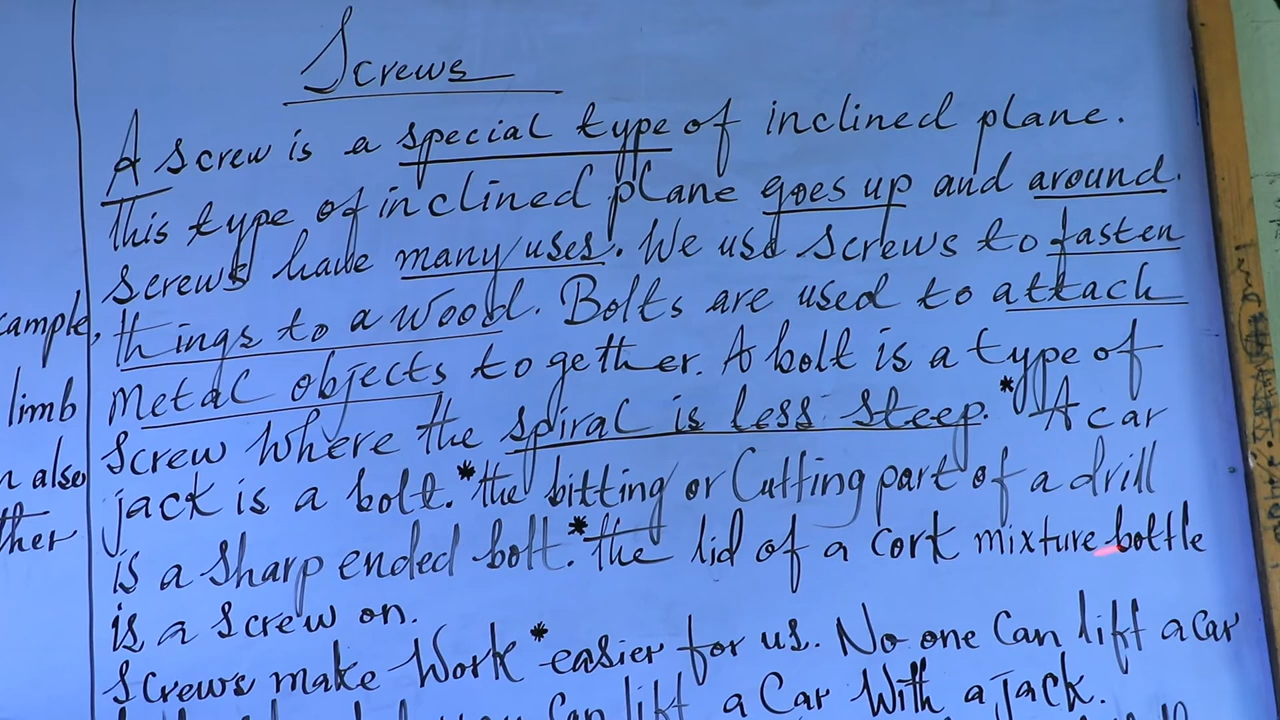 Screws
A screw is a special type of inclined plane.
This type of inclined plane goes up and around.
Screws have many uses. We use screws to fasten
things to a wood. Bolts are used to attack
Metal objects together. A bolt is a type of
Screw where the spiral is less steep. * A car
jack is a bolt. * the bitting or Cutting part of a drill
is a sharp ended bolt. * the lid of a cork mixture bottle
is a screw on.
Screws make Work * easier for us. No one Can lift a car
Can lift a Car With a jack.
limb
also
ther